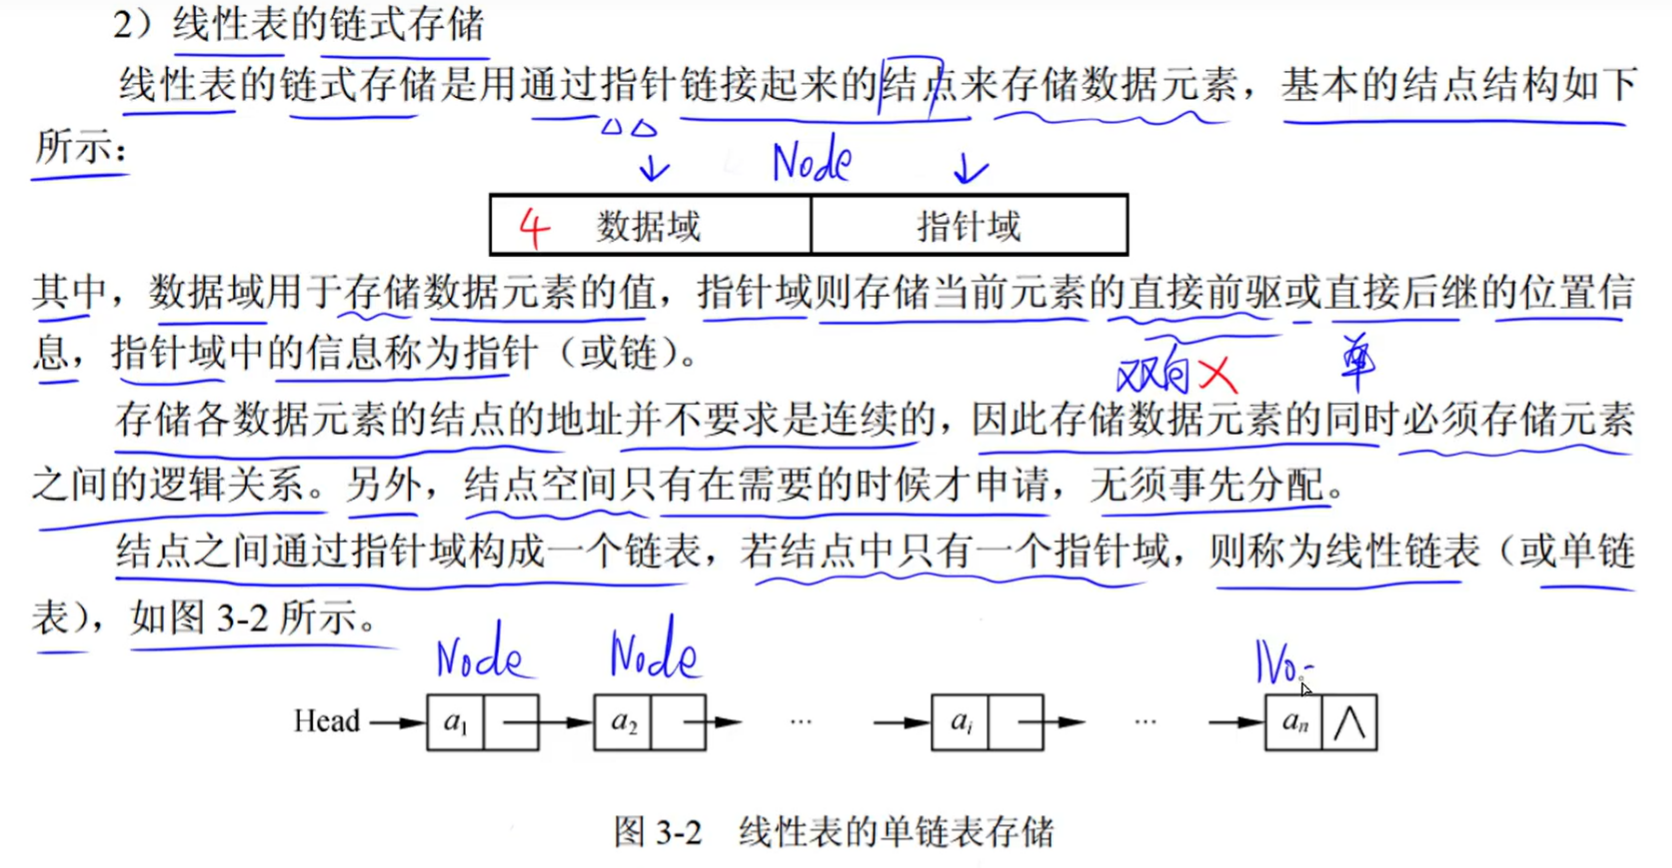 2）线性表的链式存储
线性表的链式存储是用通过指针链接起来的结点来存储数据元素，基本的结点结构如下
所示：
Node
4 数据域 指针域
其中，数据域用于存储数据元素的值，指针域则存储当前元素的直接前驱或直接后继的位置信
息，指针域中的信息称为指针（或链）。
双向× 单
存储各数据元素的结点的地址并不要求是连续的，因此存储数据元素的同时必须存储元素
之间的逻辑关系。另外，结点空间只有在需要的时候才申请，无须事先分配。
结点之间通过指针域构成一个链表，若结点中只有一个指针域，则称为线性链表（或单链
表），如图 3-2 所示。
Node Node No
Head a₁ a₂ … aᵢ … aₙ ∧
图 3-2 线性表的单链表存储